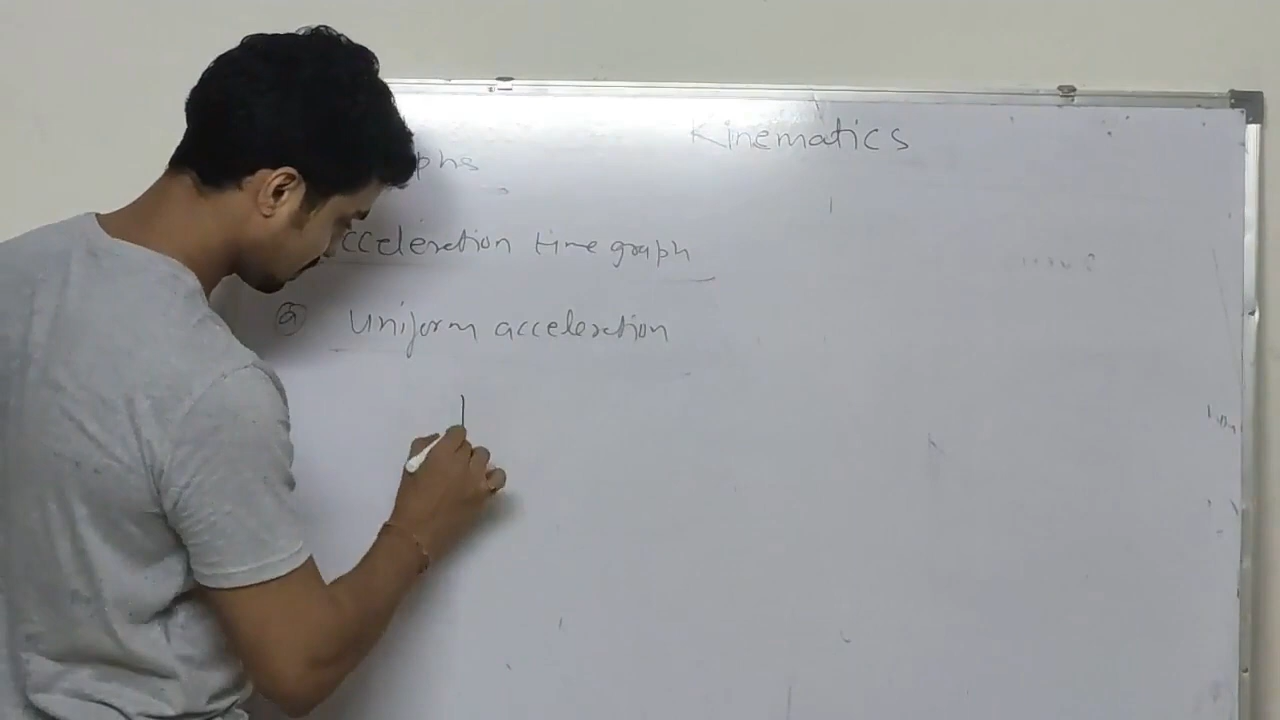 Kinematics
phs
cceleration time graph
a uniform acceleration